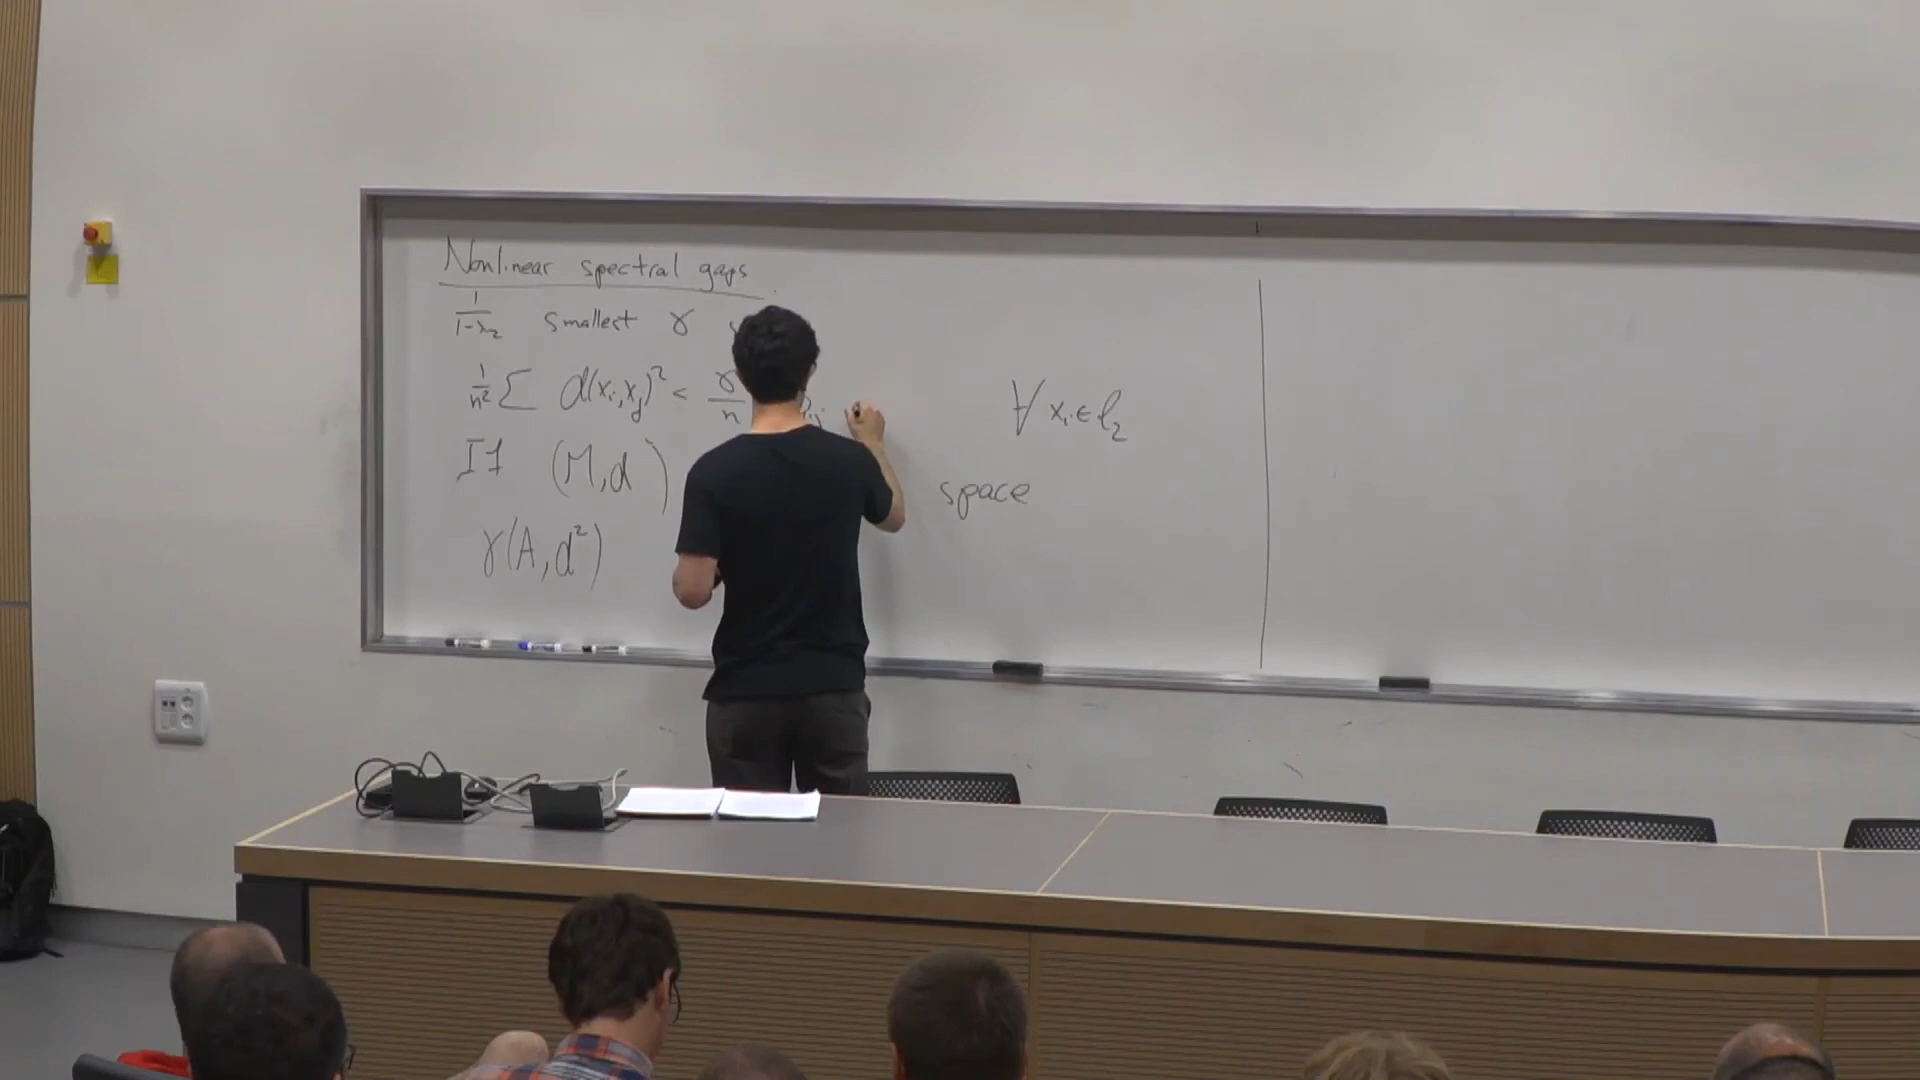 Nonlinear spectral gaps
1/(1-λ₂) smallest γ
1/n² Σ d(xᵢ,xⱼ)² ≤ γ/n ∀ xᵢ∈ℓ₂
If (M,d) space
γ(A,d²)